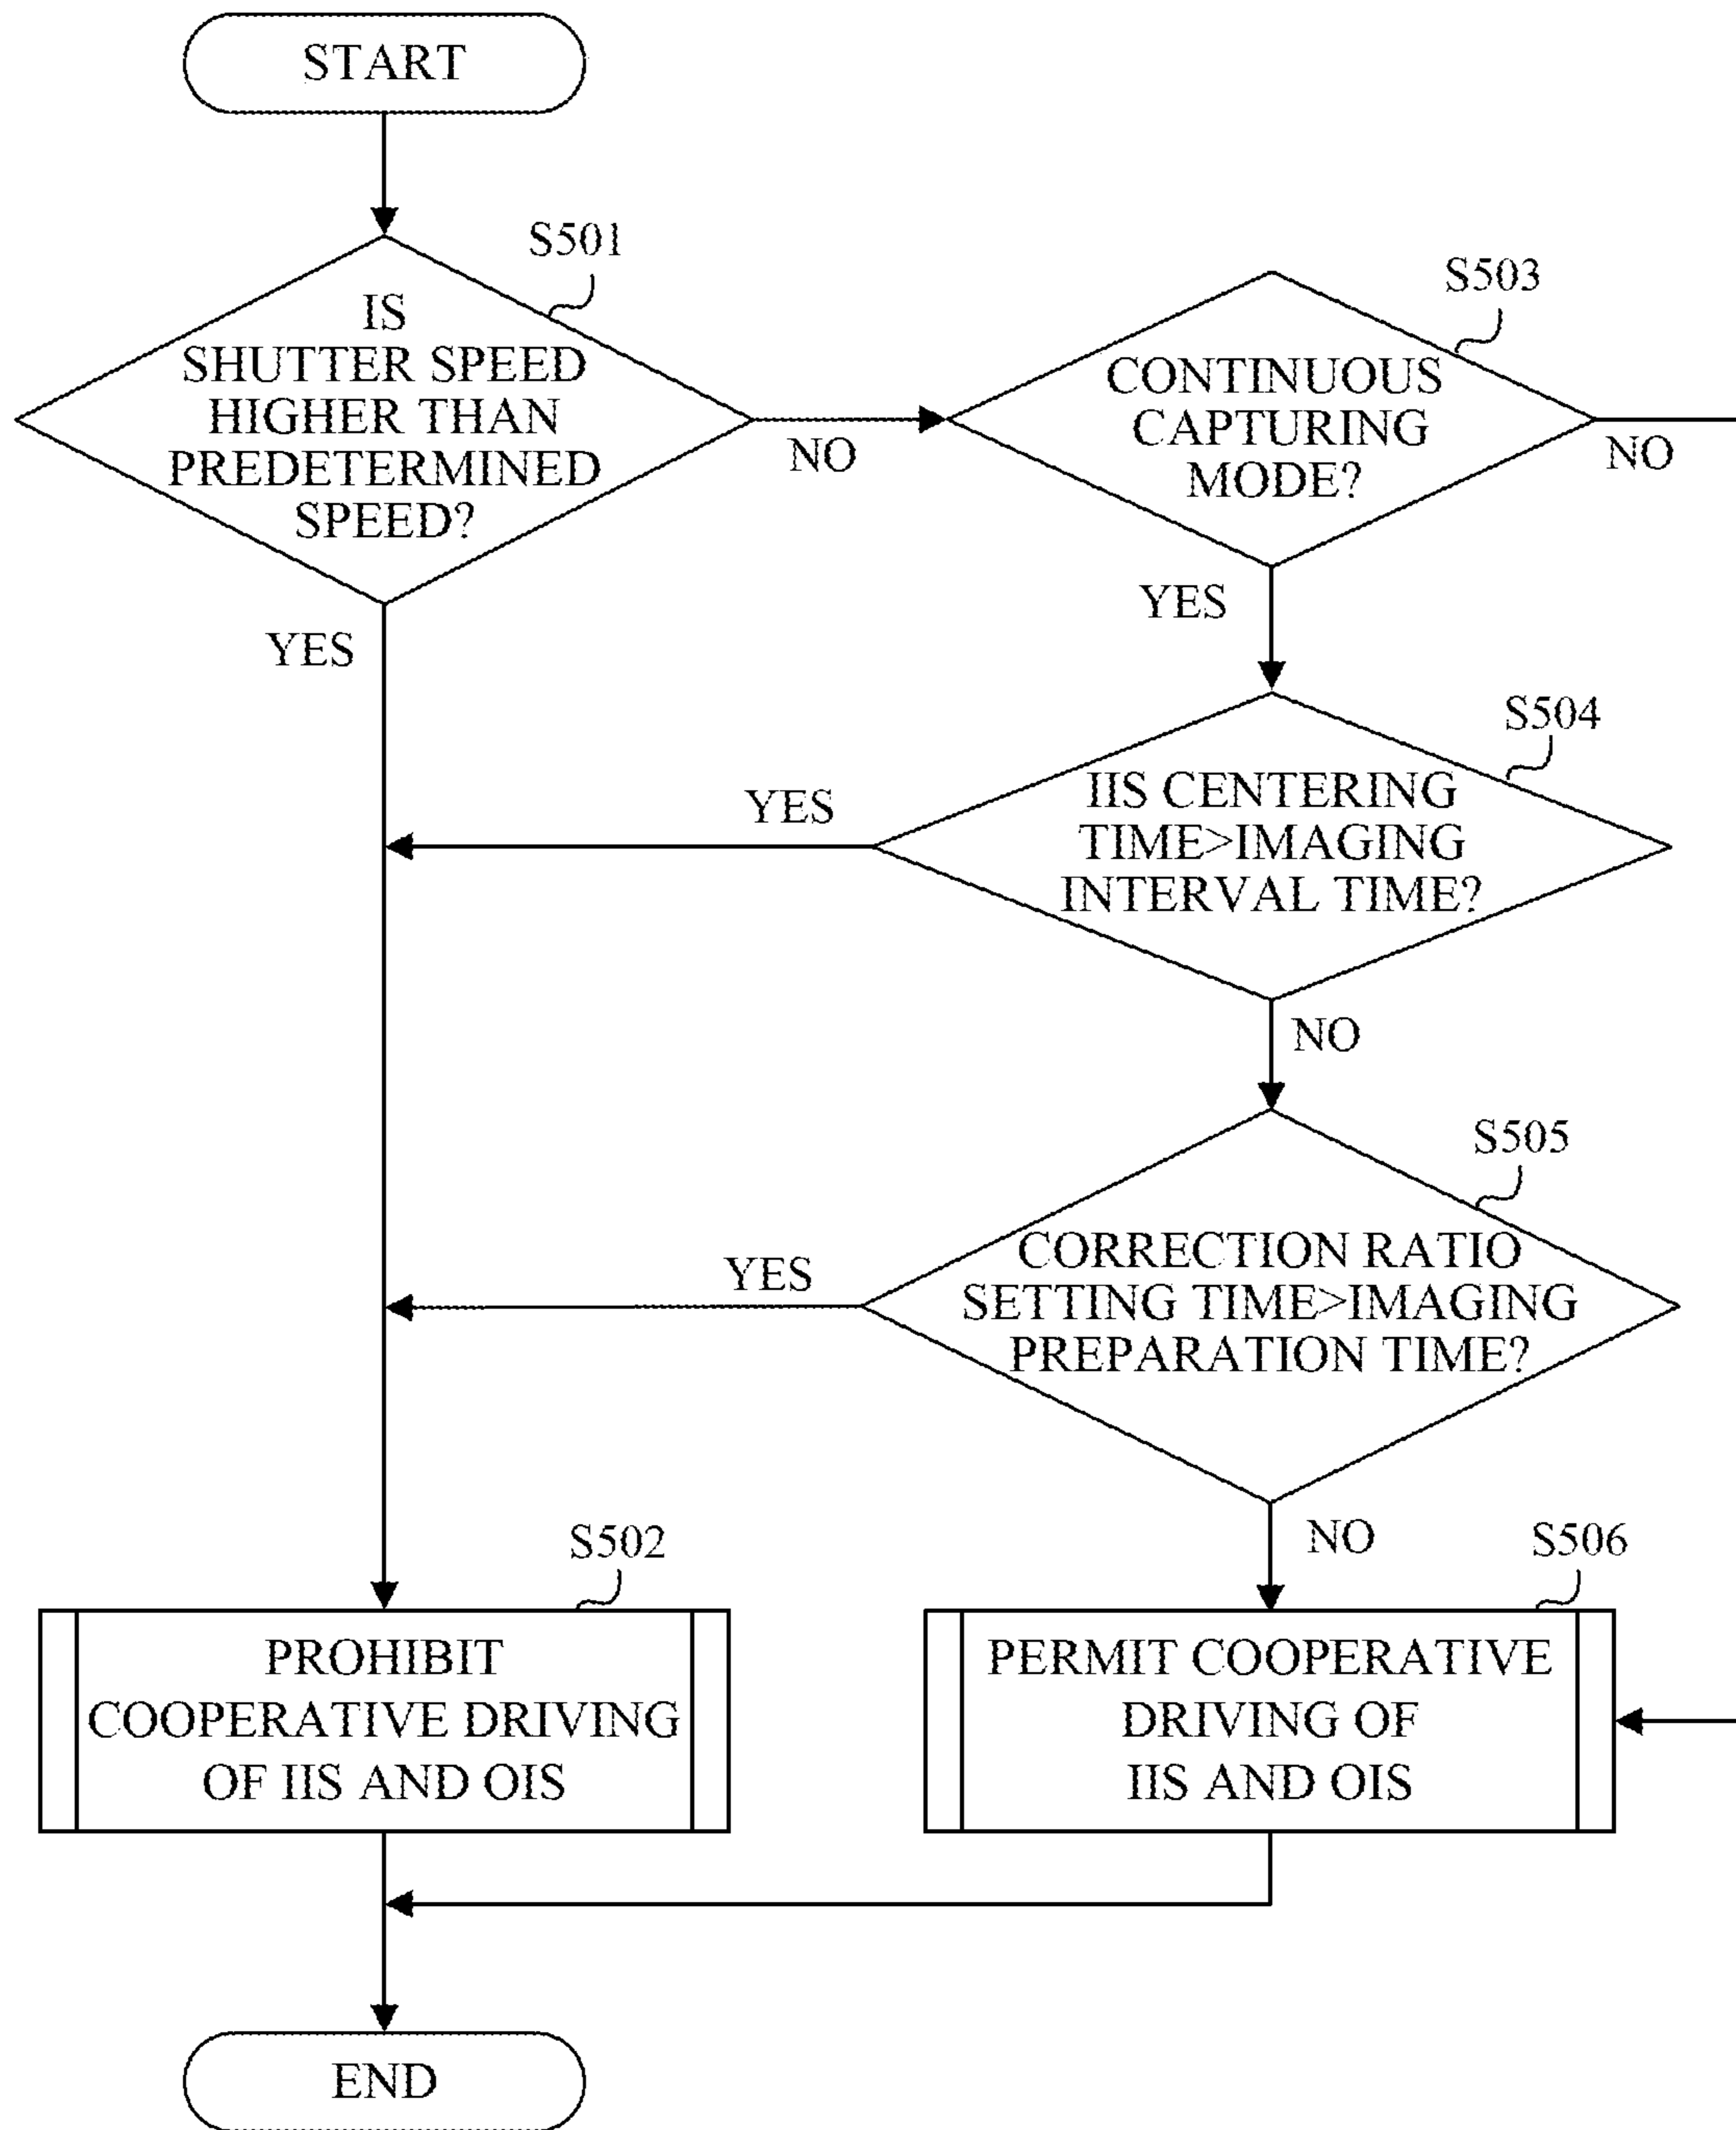 START
S501
IS
SHUTTER SPEED
HIGHER THAN
PREDETERMINED
SPEED?
NO
YES
S503
CONTINUOUS
CAPTURING
MODE?
NO
YES
S504
IIS CENTERING
TIME>IMAGING
INTERVAL TIME?
YES
NO
S505
CORRECTION RATIO
SETTING TIME>IMAGING
PREPARATION TIME?
YES
NO
S502
PROHIBIT
COOPERATIVE DRIVING
OF IIS AND OIS
S506
PERMIT COOPERATIVE
DRIVING OF
IIS AND OIS
END